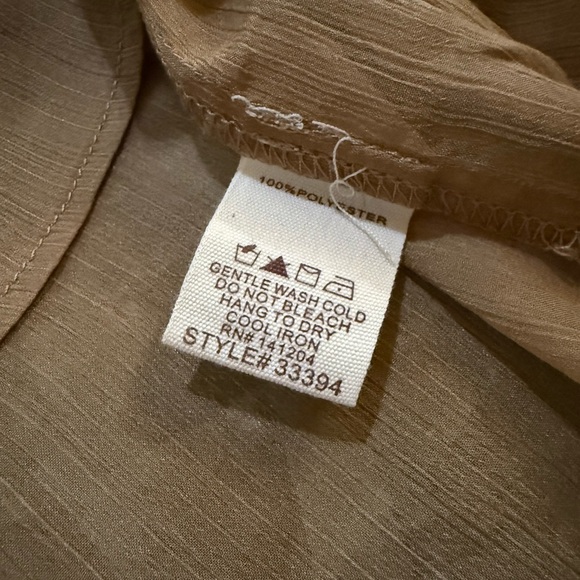 100%POLYESTER
GENTLE WASH COLD
DO NOT BLEACH
HANG TO DRY
COOL IRON
RN# 141204
STYLE# 33394